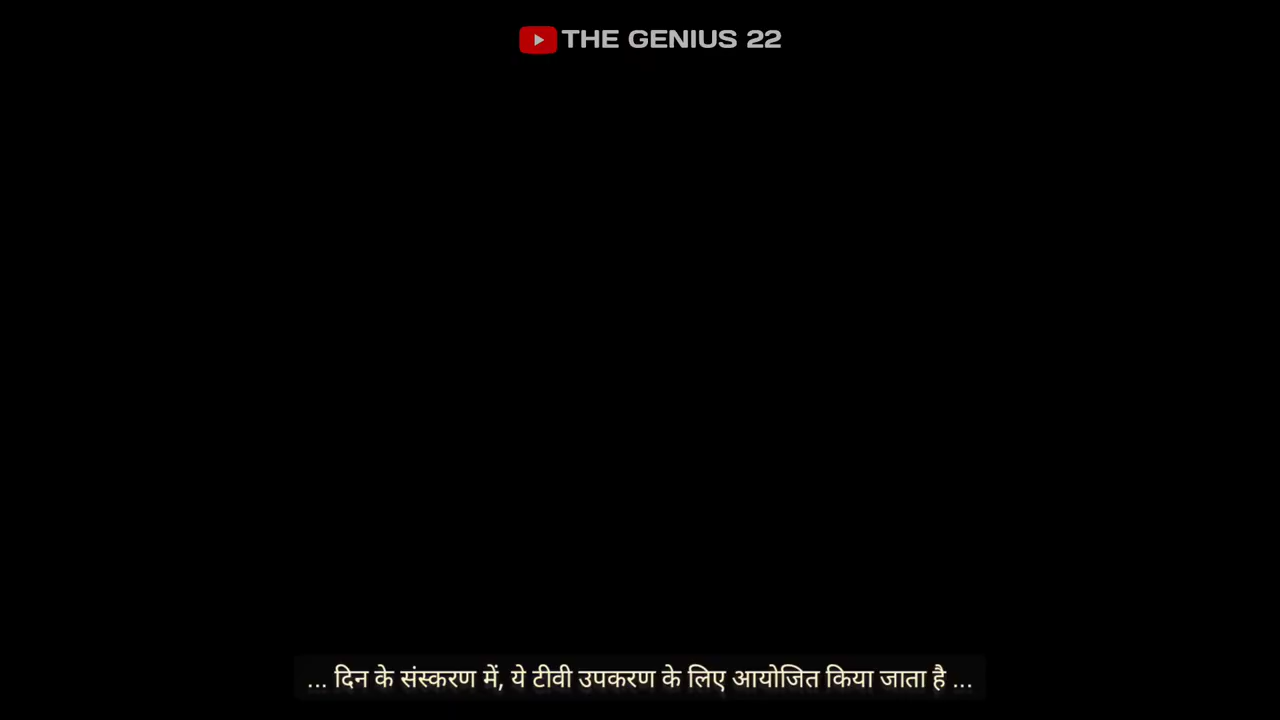 THE GENIUS 22
... दिन के संस्करण में, ये टीवी उपकरण के लिए आयोजित किया जाता है ...